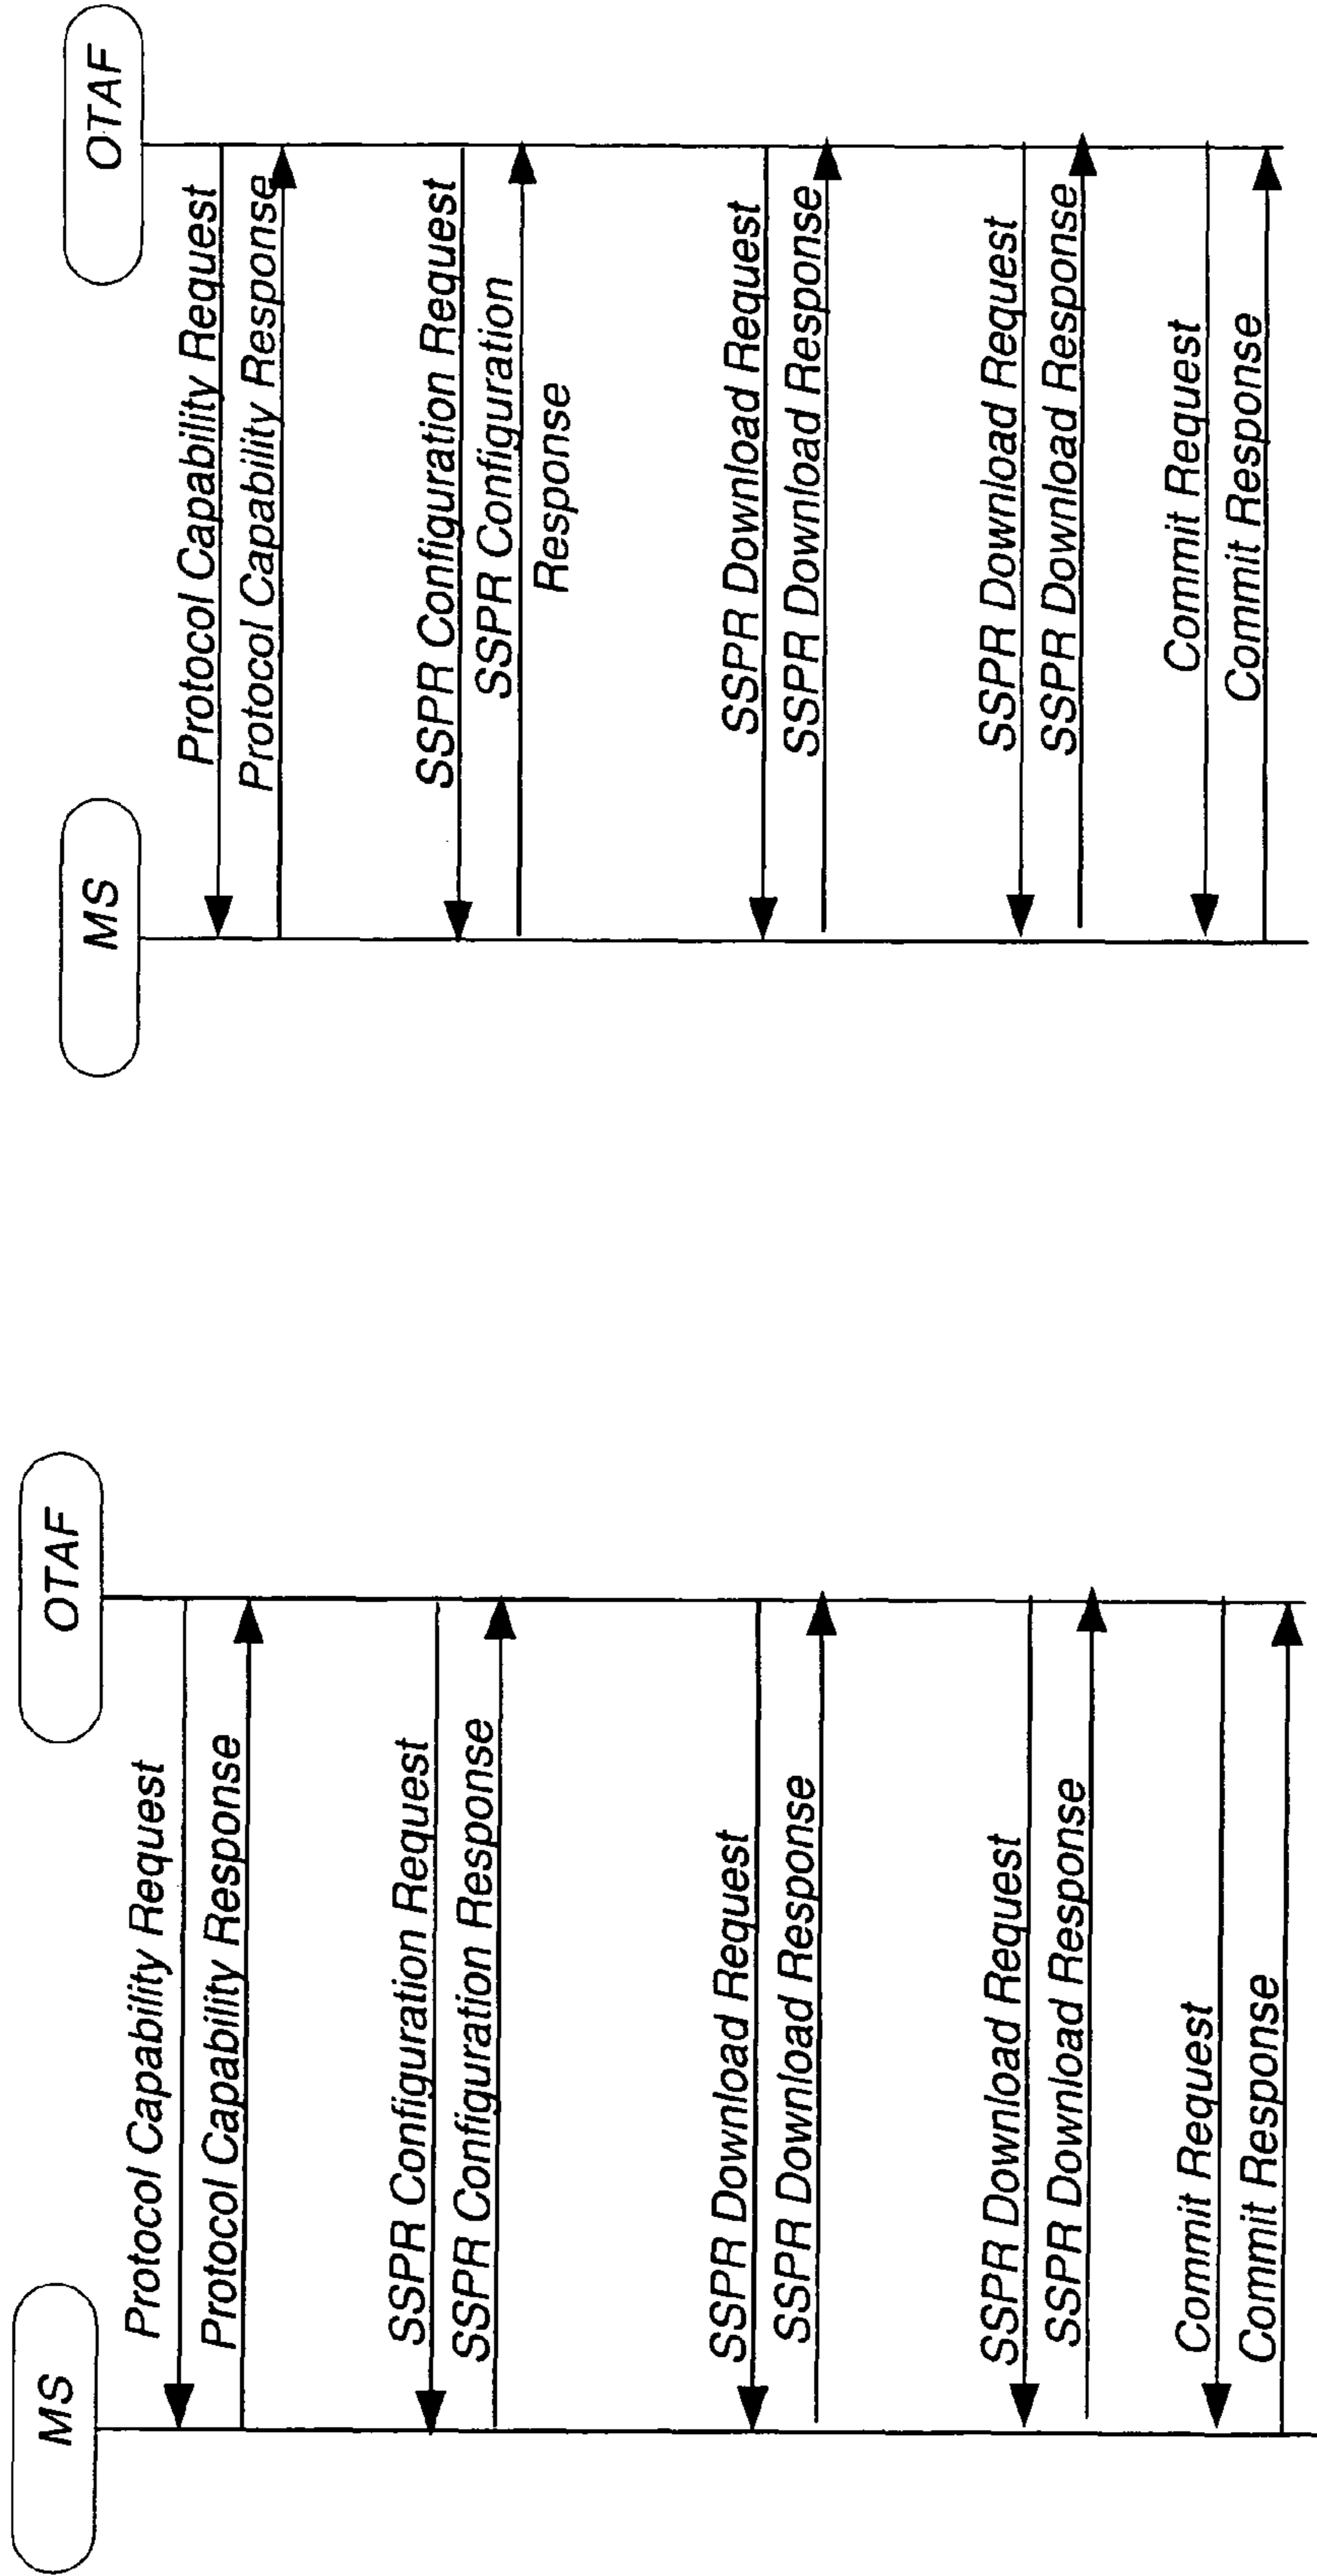 MS
OTAF
Protocol Capability Request
Protocol Capability Response
SSPR Configuration Request
SSPR Configuration Response
SSPR Download Request
SSPR Download Response
SSPR Download Request
SSPR Download Response
Commit Request
Commit Response
MS
OTAF
Protocol Capability Request
Protocol Capability Response
SSPR Configuration Request
SSPR Configuration
Response
SSPR Download Request
SSPR Download Response
SSPR Download Request
SSPR Download Response
Commit Request
Commit Response